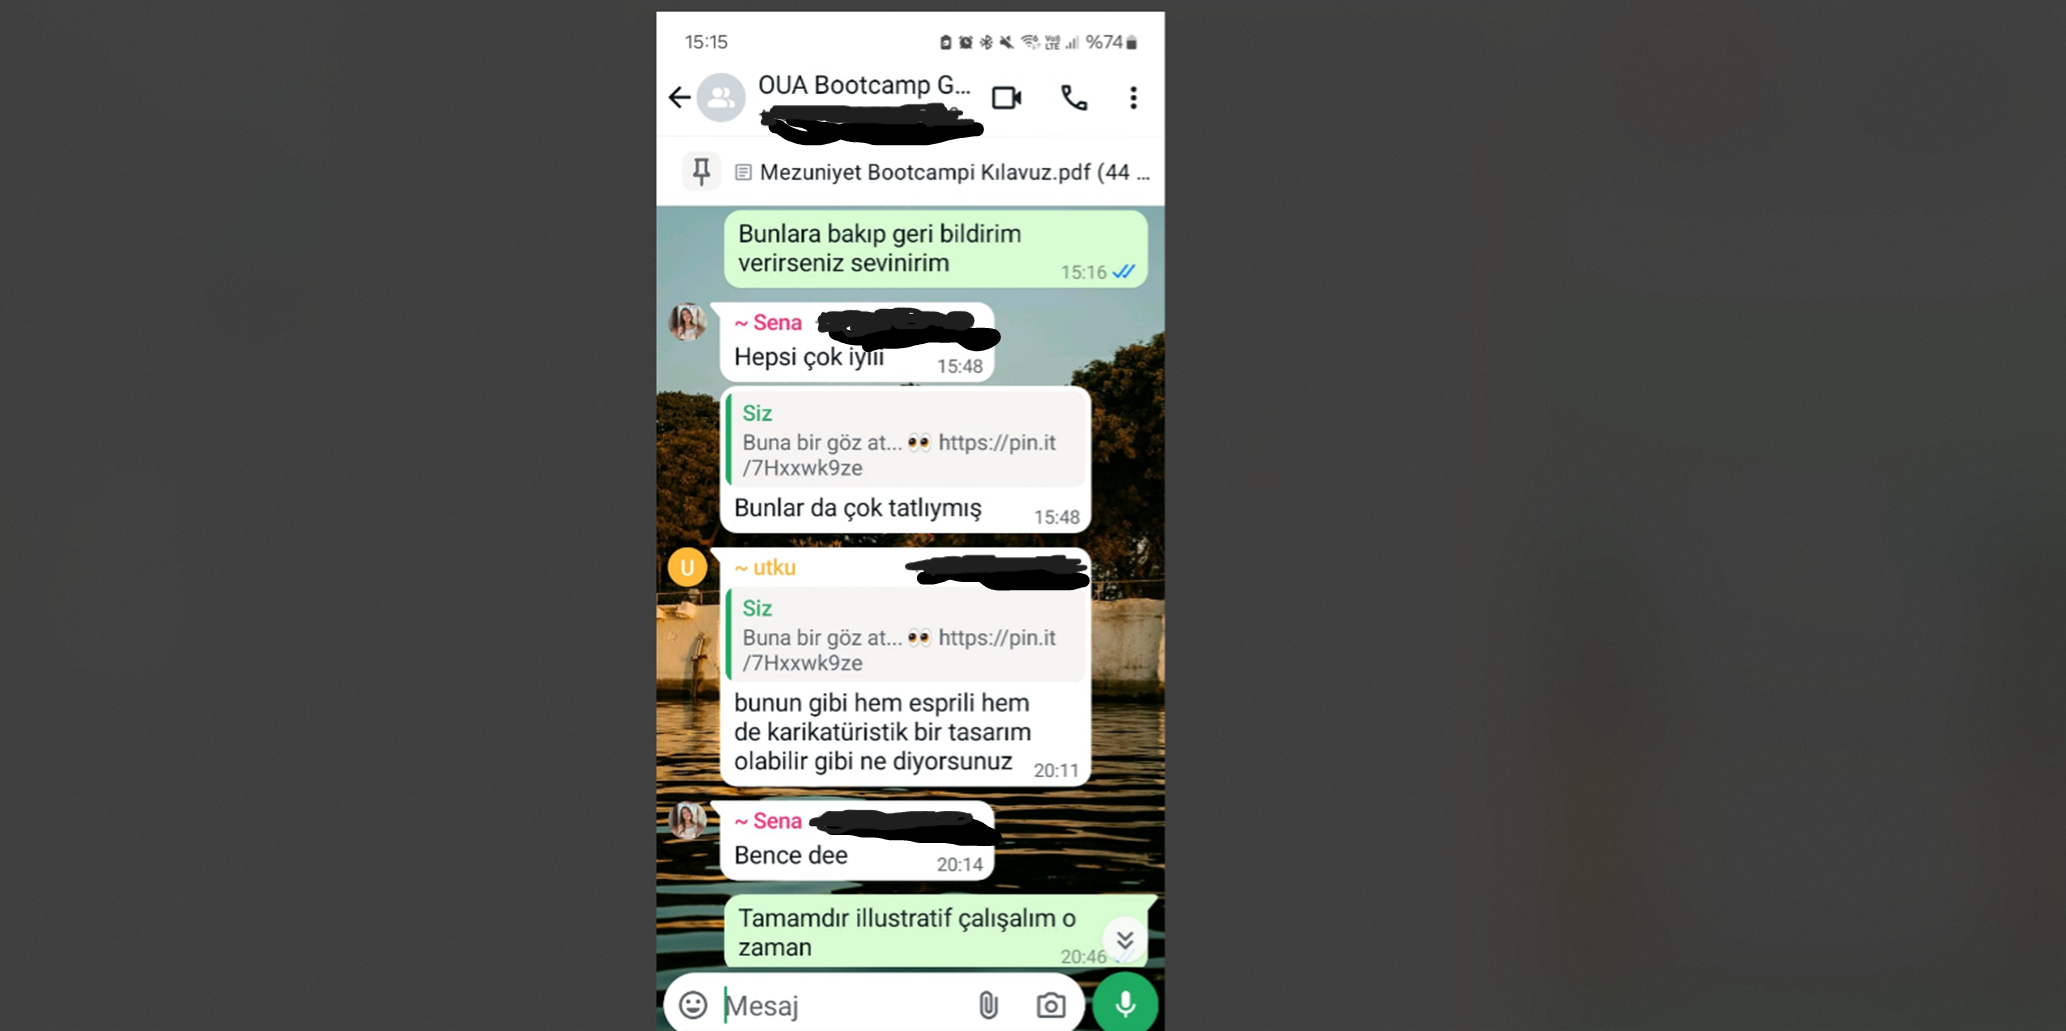 15:15
%74
OUA Bootcamp G...
Mezuniyet Bootcampi Kılavuz.pdf (44 ...
Bunlara bakıp geri bildirim
verirseniz sevinirim
15:16
~ Sena
Hepsi çok iyiii
15:48
Siz
Buna bir göz at... 👀 https://pin.it
/7Hxxwk9ze
Bunlar da çok tatlıymış
15:48
U
~ utku
Siz
Buna bir göz at... 👀 https://pin.it
/7Hxxwk9ze
bunun gibi hem esprili hem
de karikatüristik bir tasarım
olabilir gibi ne diyorsunuz
20:11
~ Sena
Bence dee
20:14
Tamamdır illustratif çalışalım o
zaman
20:46
Mesaj